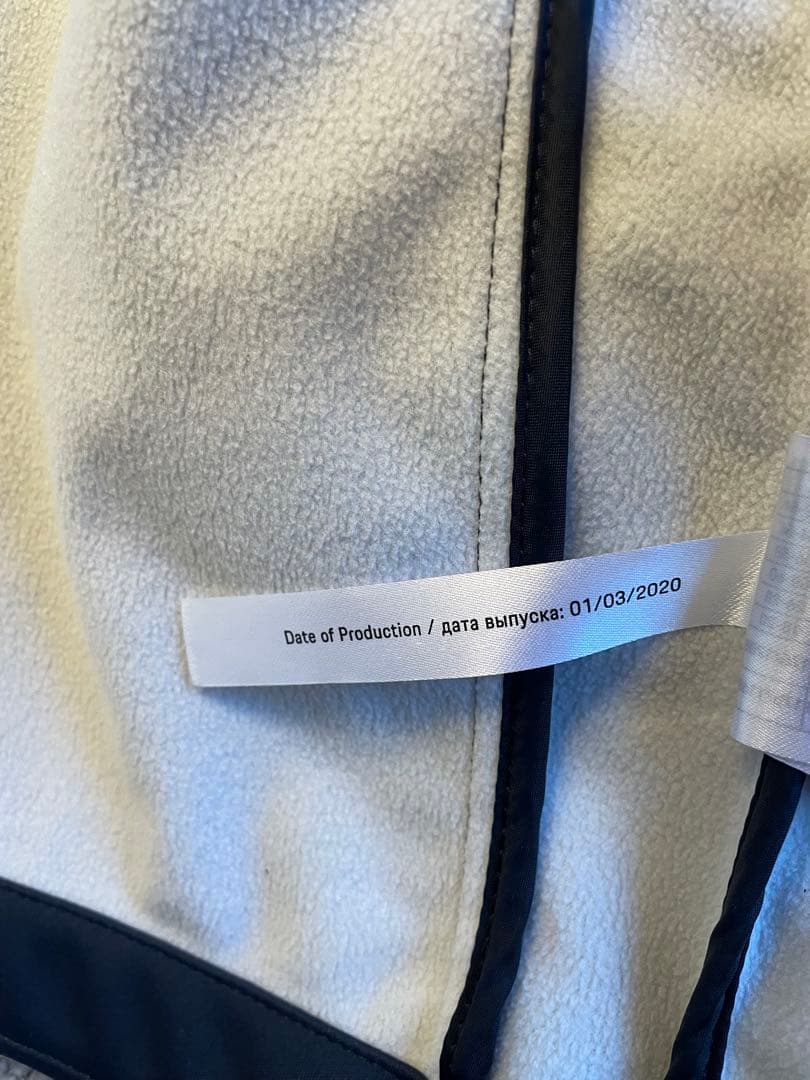 Date of Production / дата выпуска: 01/03/2020